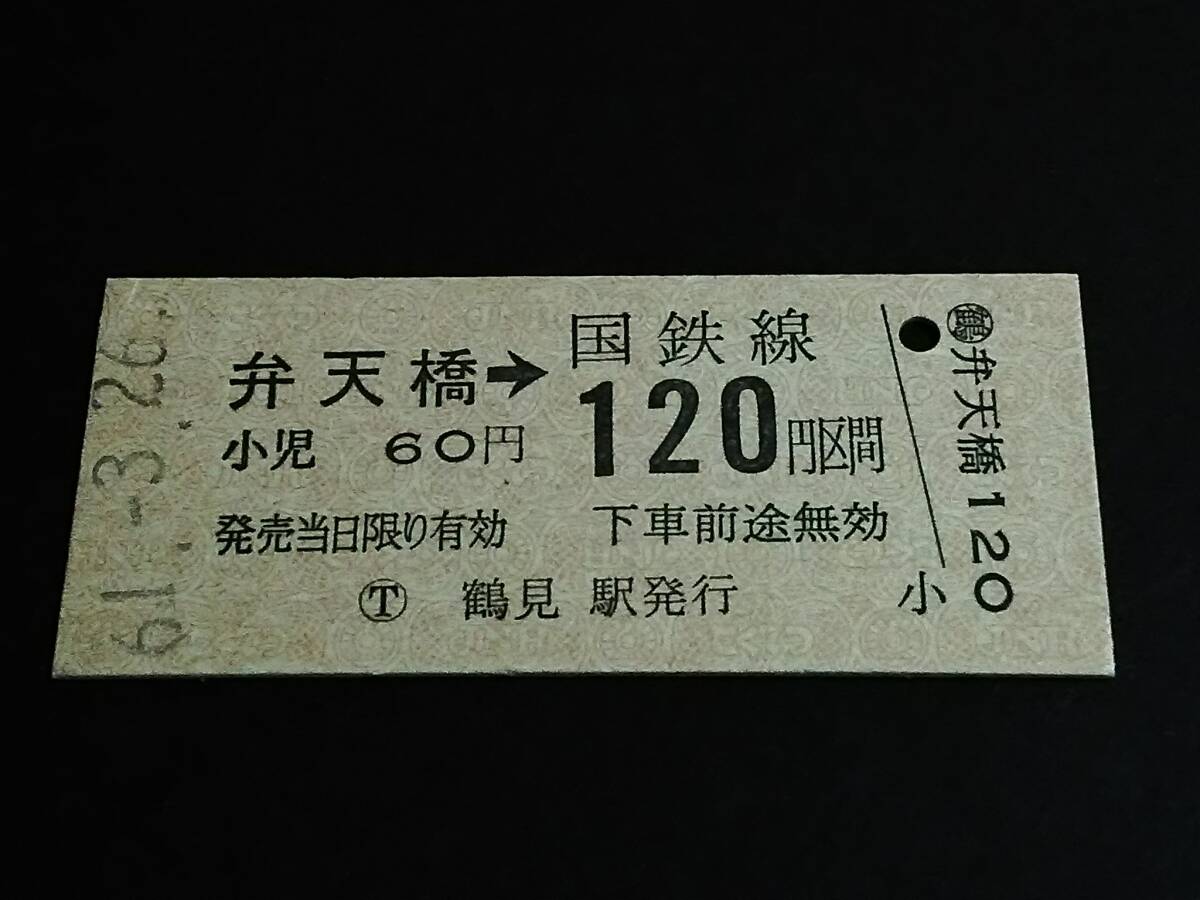 61.-3.26
弁天橋→国鉄線
120円区間
小児 60円
発売当日限り有効 下車前途無効
Ⓣ 鶴見 駅発行
㊢弁天橋120
小